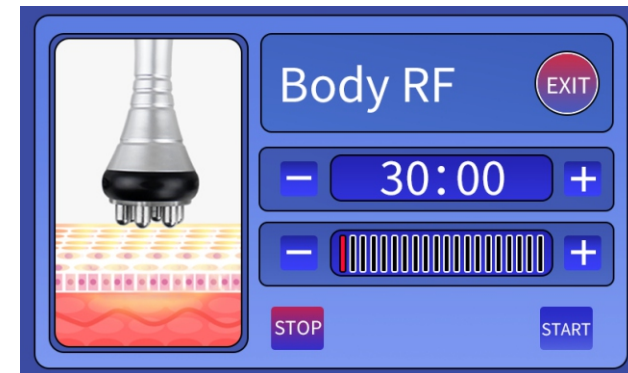 Body RF
EXIT
− 30:00 +
− +
STOP
START